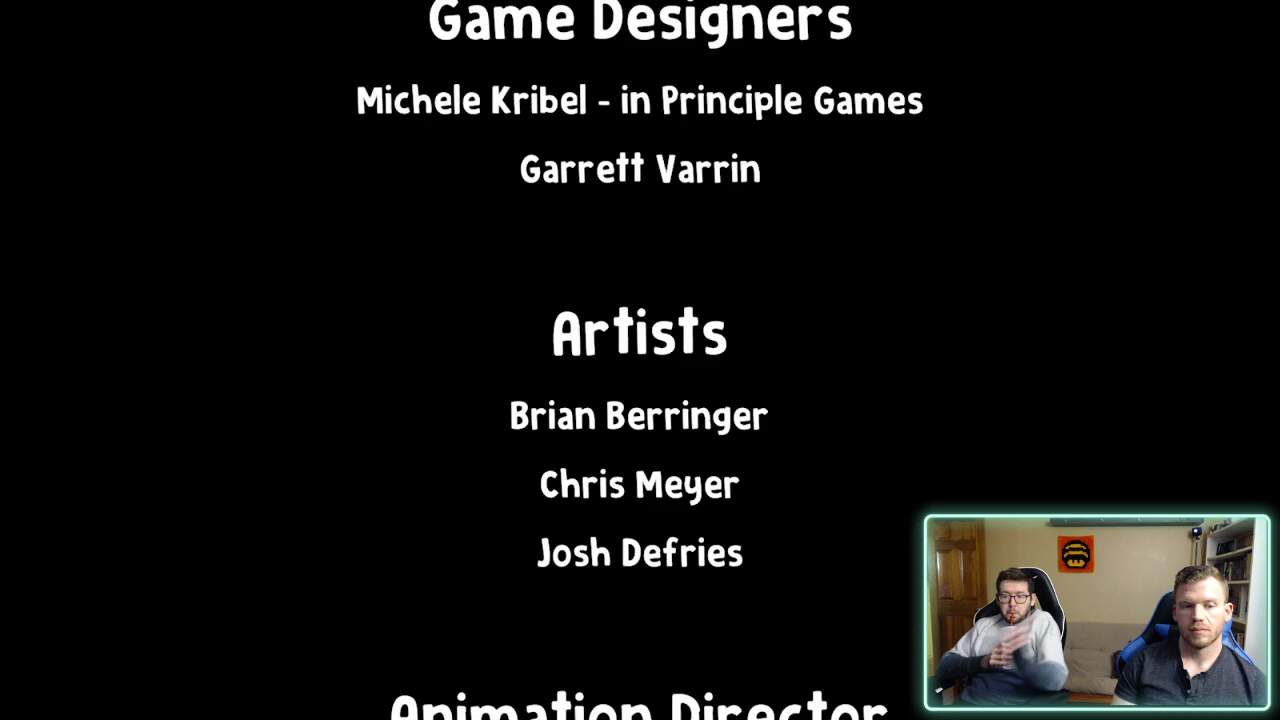 Game Designers
Michele Kribel - in Principle Games
Garrett Varrin
Artists
Brian Berringer
Chris Meyer
Josh Defries
Animation Director